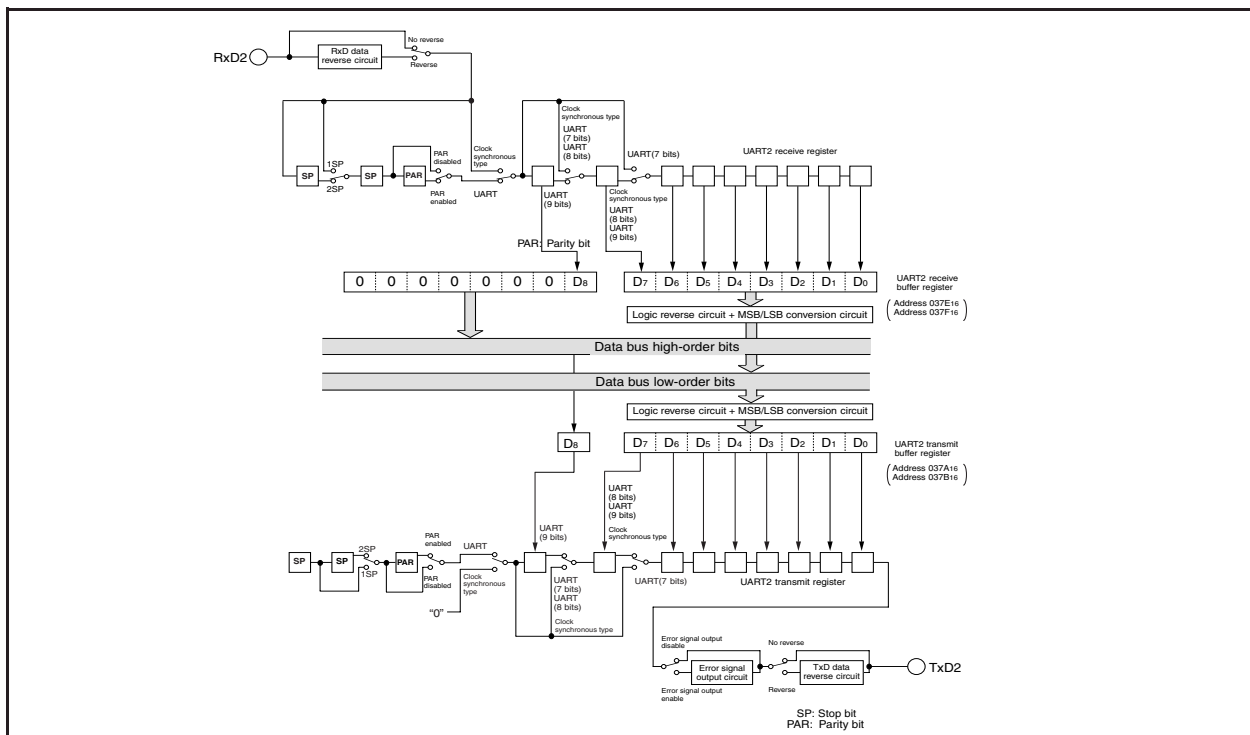 No reverse
RxD2
RxD data
reverse circuit
Reverse
Clock
synchronous type
UART
(7 bits)
UART
(8 bits)
UART(7 bits)
UART2 receive register
Clock
synchronous
type
PAR
disabled
1SP
SP
2SP
SP
PAR
PAR
enabled
UART
UART
(9 bits)
Clock
synchronous type
UART
(8 bits)
UART
(9 bits)
PAR: Parity bit
0 0 0 0 0 0 0 D8
D7 D6 D5 D4 D3 D2 D1 D0
UART2 receive
buffer register
(Address 037E16
Address 037F16)
Logic reverse circuit + MSB/LSB conversion circuit
Data bus high-order bits
Data bus low-order bits
Logic reverse circuit + MSB/LSB conversion circuit
D8
D7 D6 D5 D4 D3 D2 D1 D0
UART2 transmit
buffer register
(Address 037A16
Address 037B16)
UART
(8 bits)
UART
(9 bits)
Clock
synchronous type
UART
(9 bits)
PAR
enabled
UART
2SP
SP
SP
1SP
PAR
PAR
disabled
Clock
synchronous
type
"0"
UART
(7 bits)
UART
(8 bits)
Clock
synchronous type
UART(7 bits)
UART2 transmit register
Error signal output
disable
No reverse
Error signal
output circuit
TxD data
reverse circuit
TxD2
Error signal output
enable
Reverse
SP: Stop bit
PAR: Parity bit